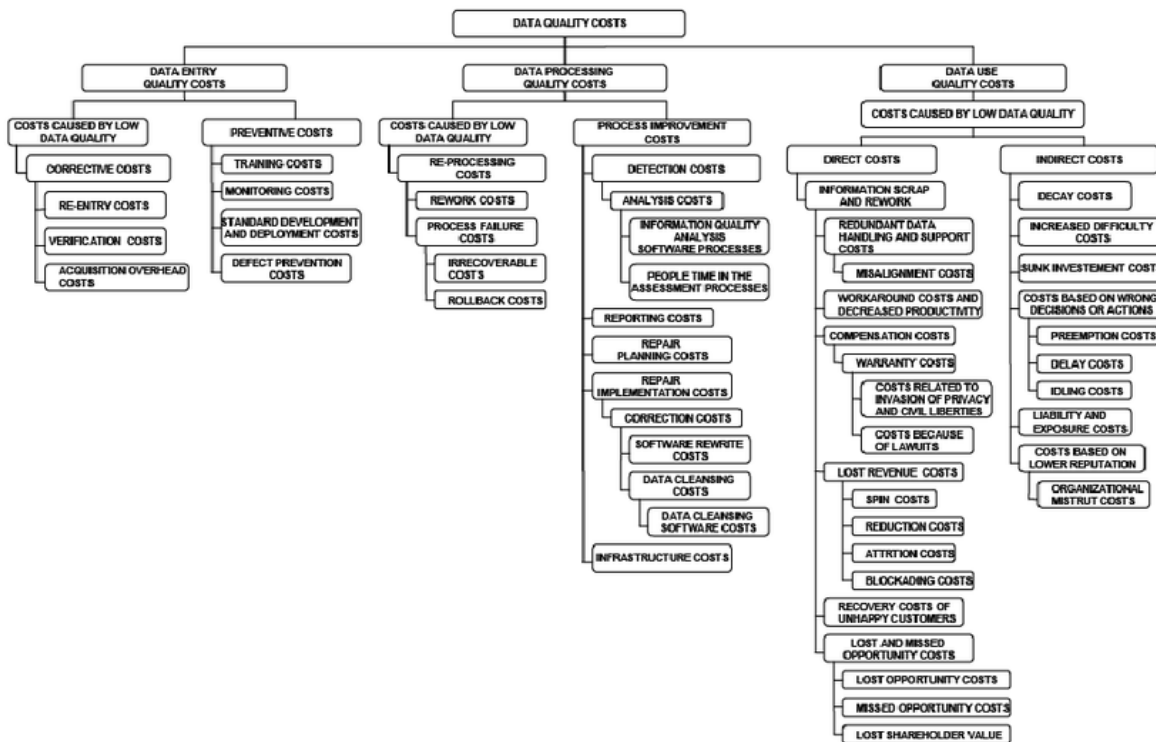 DATA QUALITY COSTS
DATA ENTRY
QUALITY COSTS
COSTS CAUSED BY LOW
DATA QUALITY
CORRECTIVE COSTS
RE-ENTRY COSTS
VERIFICATION COSTS
ACQUISITION OVERHEAD
COSTS
PREVENTIVE COSTS
TRAINING COSTS
MONITORING COSTS
STANDARD DEVELOPMENT
AND DEPLOYMENT COSTS
DEFECT PREVENTION
COSTS
DATA PROCESSING
QUALITY COSTS
COSTS CAUSED BY LOW
DATA QUALITY
RE-PROCESSING
COSTS
REWORK COSTS
PROCESS FAILURE
COSTS
IRRECOVERABLE
COSTS
ROLLBACK COSTS
PROCESS IMPROVEMENT
COSTS
DETECTION COSTS
ANALYSIS COSTS
INFORMATION QUALITY
ANALYSIS
SOFTWARE PROCESSES
PEOPLE TIME IN THE
ASSESSMENT PROCESSES
REPORTING COSTS
REPAIR
PLANNING COSTS
REPAIR
IMPLEMENTATION COSTS
CORRECTION COSTS
SOFTWARE REWRITE
COSTS
DATA CLEANSING
COSTS
DATA CLEANSING
SOFTWARE COSTS
INFRASTRUCTURE COSTS
DATA USE
QUALITY COSTS
COSTS CAUSED BY LOW DATA QUALITY
DIRECT COSTS
INFORMATION SCRAP
AND REWORK
REDUNDANT DATA
HANDLING AND SUPPORT
COSTS
MISALIGNMENT COSTS
WORKAROUND COSTS AND
DECREASED PRODUCTIVITY
COMPENSATION COSTS
WARRANTY COSTS
COSTS RELATED TO
INVASION OF PRIVACY
AND CIVIL LIBERTIES
COSTS BECAUSE
OF LAWUITS
LOST REVENUE COSTS
SPIN COSTS
REDUCTION COSTS
ATTRTION COSTS
BLOCKADING COSTS
RECOVERY COSTS OF
UNHAPPY CUSTOMERS
LOST AND MISSED
OPPORTUNITY COSTS
LOST OPPORTUNITY COSTS
MISSED OPPORTUNITY COSTS
LOST SHAREHOLDER VALUE
INDIRECT COSTS
DECAY COSTS
INCREASED DIFFICULTY
COSTS
SUNK INVESTEMENT COST
COSTS BASED ON WRONG
DECISIONS OR ACTIONS
PREEMPTION COSTS
DELAY COSTS
IDLING COSTS
LIABILITY AND
EXPOSURE COSTS
COSTS BASED ON
LOWER REPUTATION
ORGANIZATIONAL
MISTRUT COSTS